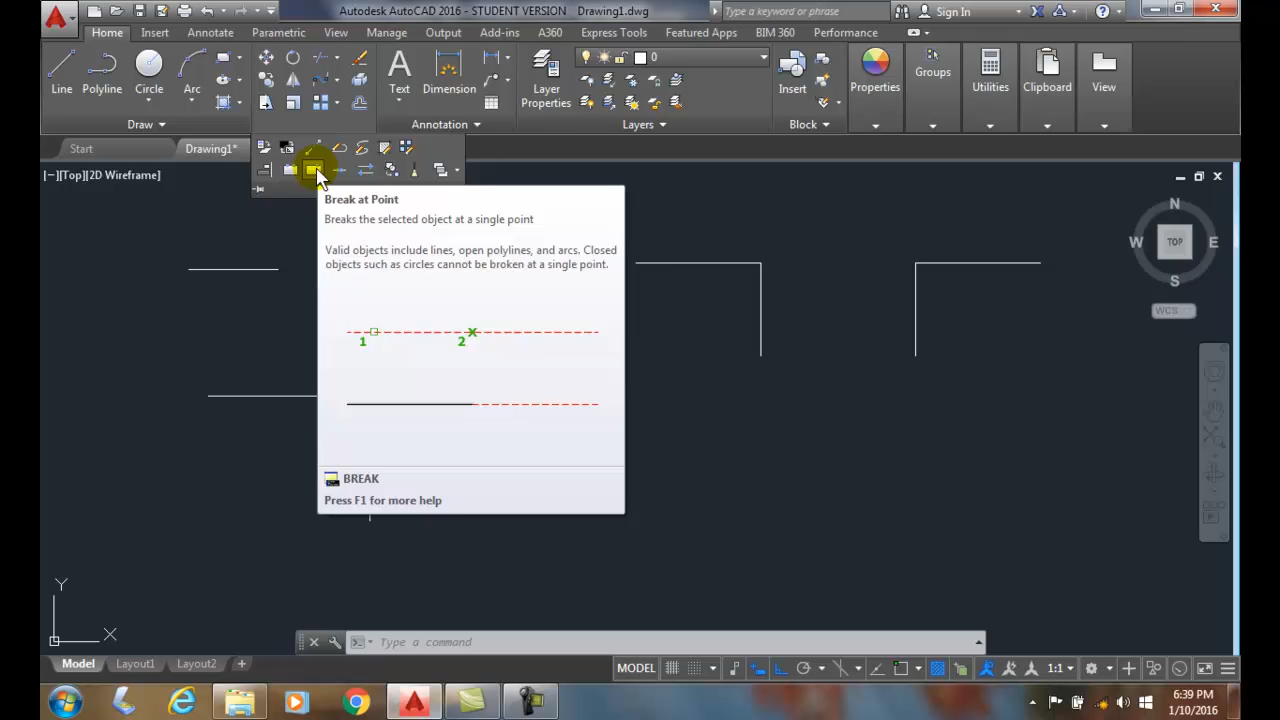 Autodesk AutoCAD 2016 - STUDENT VERSION Drawing1.dwg
Type a keyword or phrase
Sign In
Home Insert Annotate Parametric View Manage Output Add-ins A360 Express Tools Featured Apps BIM 360 Performance
0
Line Polyline Circle Arc
Text Dimension
Layer
Properties
Insert
Properties
Groups
Utilities
Clipboard
View
Draw
Annotation
Layers
Block
Start
Drawing1*
[−][Top][2D Wireframe]
Break at Point
Breaks the selected object at a single point
Valid objects include lines, open polylines, and arcs. Closed
objects such as circles cannot be broken at a single point.
1 2
BREAK
Press F1 for more help
N
W TOP E
S
WCS
Y
X
Type a command
Model Layout1 Layout2 +
MODEL
1:1
6:39 PM
1/10/2016